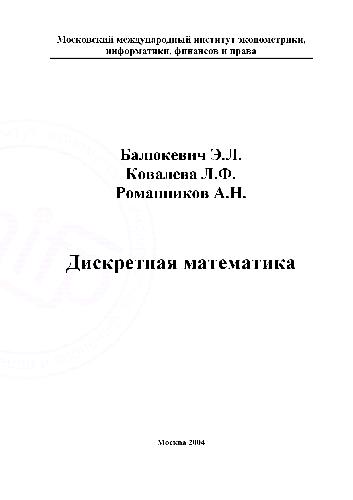 Московский международный институт эконометрики,
информатики, финансов и права
Балюкевич Э.Л.
Ковалева Л.Ф.
Романников А.Н.
Дискретная математика
Москва 2004